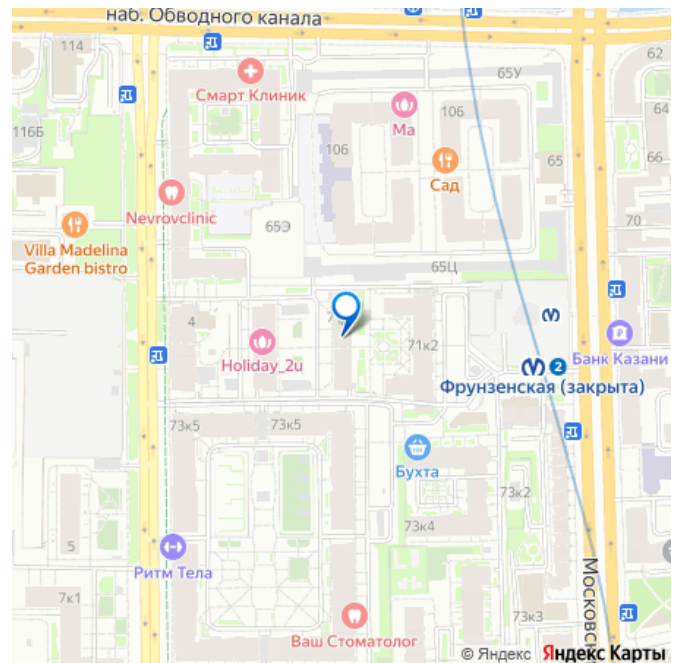 наб. Обводного канала
114
62
65У
Смарт Клиник
64
Ma
106
106
116Б
66
65
Сад
Nevrovclinic
70
65Э
Villa Madelina
Garden bistro
65Ц
4
71к2
Банк Казани
Holiday_2u
2
Фрунзенская (закрыта)
73к5
73к5
Бухта
73к2
73к4
5
Ритм Тела
7к1
Московск
73к3
Ваш Стоматолог
© Яндекс Яндекс Карты